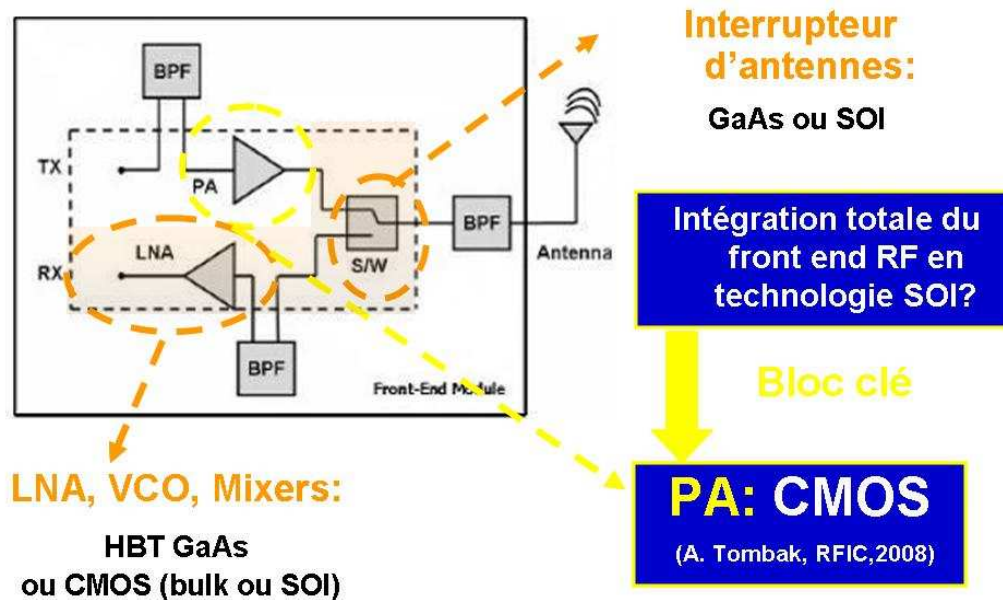 Interrupteur
d'antennes:
GaAs ou SOI
BPF
TX
PA
BPF
Antenna
LNA
RX
S/W
BPF
Front-End Module
Intégration totale du
front end RF en
technologie SOI?
Bloc clé
LNA, VCO, Mixers:
HBT GaAs
ou CMOS (bulk ou SOI)
PA: CMOS
(A. Tombak, RFIC,2008)